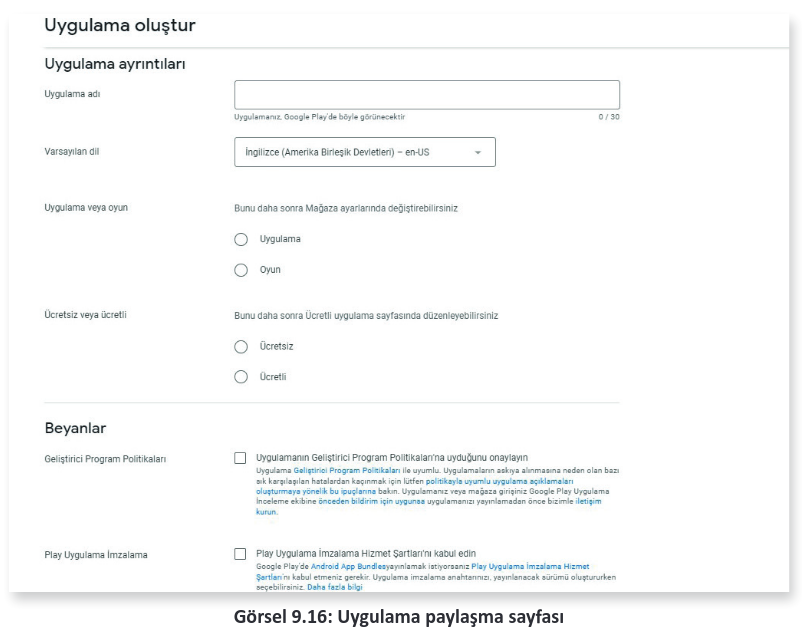 Uygulama oluştur
Uygulama ayrıntıları
Uygulama adı
Uygulamanız, Google Play'de böyle görünecektir 0 / 30
Varsayılan dil İngilizce (Amerika Birleşik Devletleri) – en-US
Uygulama veya oyun Bunu daha sonra Mağaza ayarlarında değiştirebilirsiniz
Uygulama
Oyun
Ücretsiz veya ücretli Bunu daha sonra Ücretli uygulama sayfasında düzenleyebilirsiniz
Ücretsiz
Ücretli
Beyanlar
Geliştirici Program Politikaları Uygulamanın Geliştirici Program Politikaları'na uyduğunu onaylayın
Uygulama Geliştirici Program Politikaları ile uyumlu. Uygulamaların askıya alınmasına neden olan bazı
sık karşılaşılan hatalardan kaçınmak için lütfen politikayla uyumlu uygulama açıklamaları
oluşturmaya yönelik bu ipuçlarına bakın. Uygulamanız veya mağaza girişiniz Google Play Uygulama
İnceleme ekibine önceden bildirim için uygunsa uygulamanızı yayınlamadan önce bizimle iletişim
kurun.
Play Uygulama İmzalama Play Uygulama İmzalama Hizmet Şartları'nı kabul edin
Google Play'de Android App Bundlesyayınlamak istiyorsanız Play Uygulama İmzalama Hizmet
Şartları'nı kabul etmeniz gerekir. Uygulama imzalama anahtarınızı, yayınlanacak sürümü oluştururken
seçebilirsiniz. Daha fazla bilgi
Görsel 9.16: Uygulama paylaşma sayfası